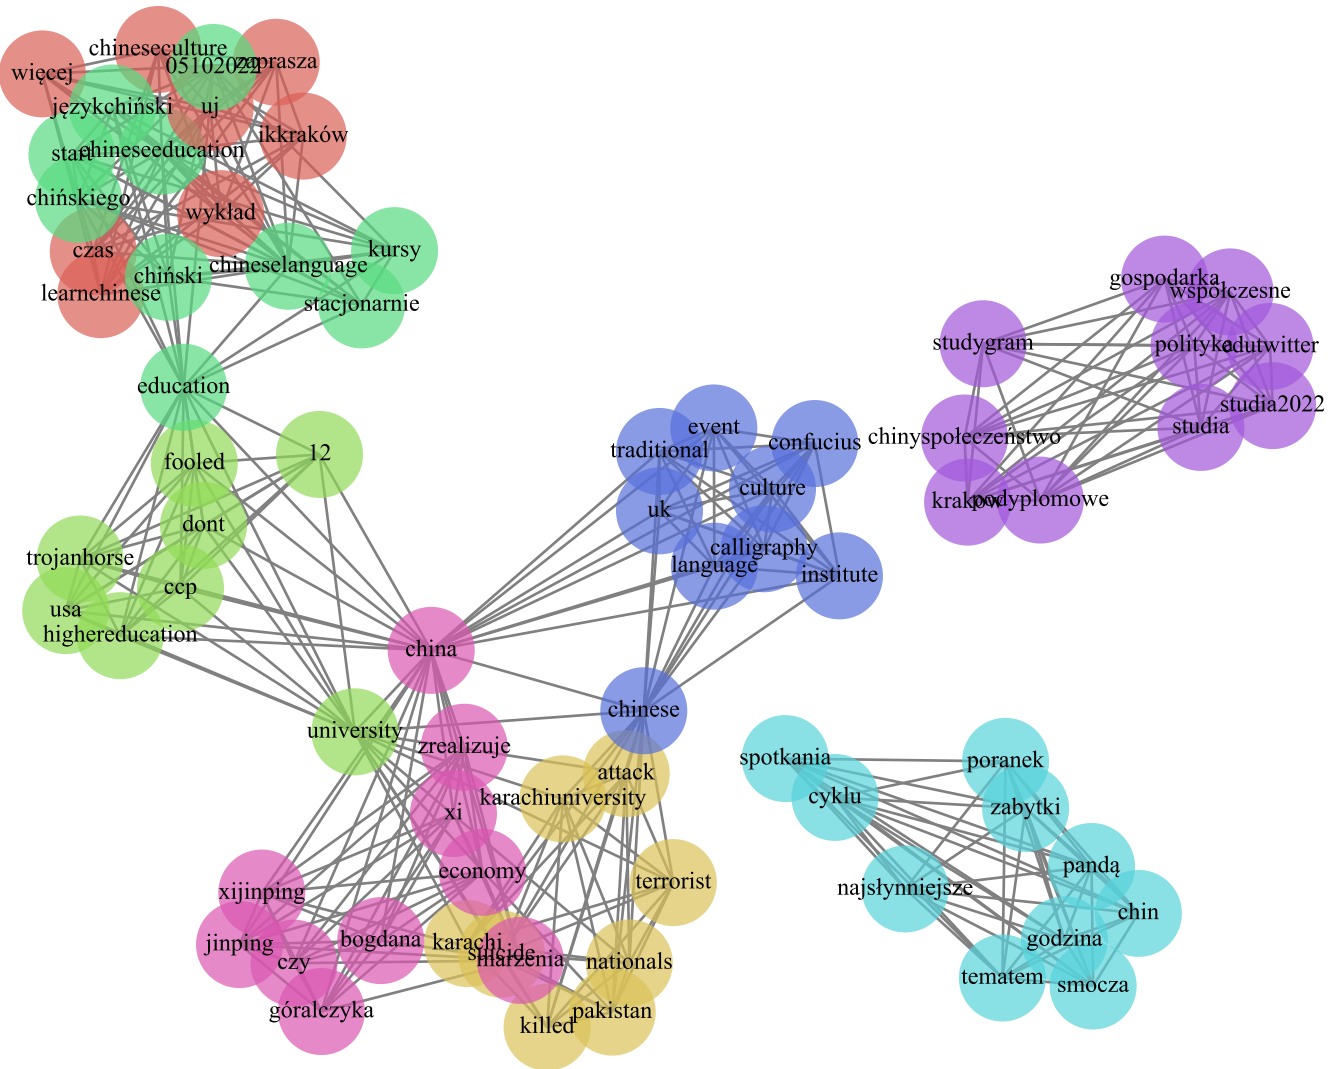 chineseculture
więcej
05102022
zaprasza
językchiński
uj
ikkraków
start
chineseeducation
chińskiego
wykład
czas
chiński
chineselanguage
kursy
learnchinese
stacjonarnie
education
gospodarka
współczesne
studygram
polityka
edutwitter
studia2022
studia
chinyspołeczeństwo
kraków
podyplomowe
fooled
12
dont
trojanhorse
ccp
usa
highereducation
event
traditional
confucius
culture
uk
calligraphy
language
institute
china
chinese
university
zrealizuje
attack
karachiuniversity
xi
economy
terrorist
xijinping
jinping
bogdana
karachi
suicide
marzenia
czy
nationals
góralczyka
killed
pakistan
spotkania
poranek
cyklu
zabytki
pandą
najsłynniejsze
chin
godzina
tematem
smocza